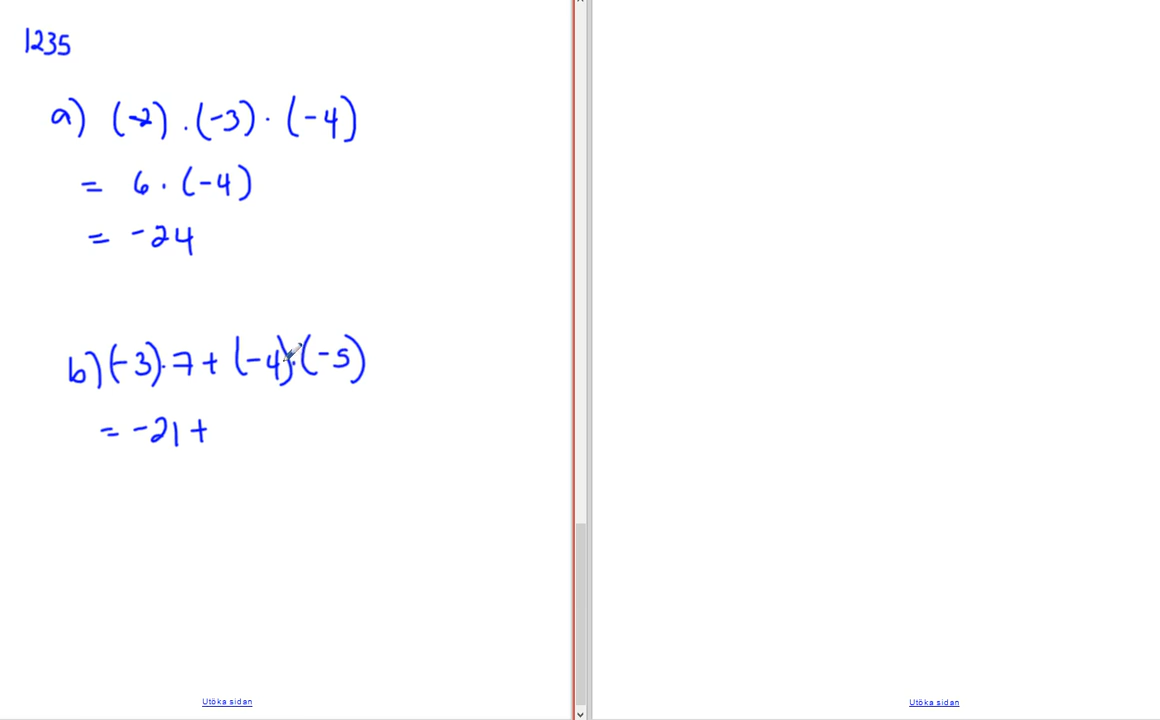 1235
a) (-2) · (-3) · (-4)
= 6 · (-4)
= -24
b) (-3) · 7 + (-4) · (-5)
= -21 +
Utöka sidan
Utöka sidan